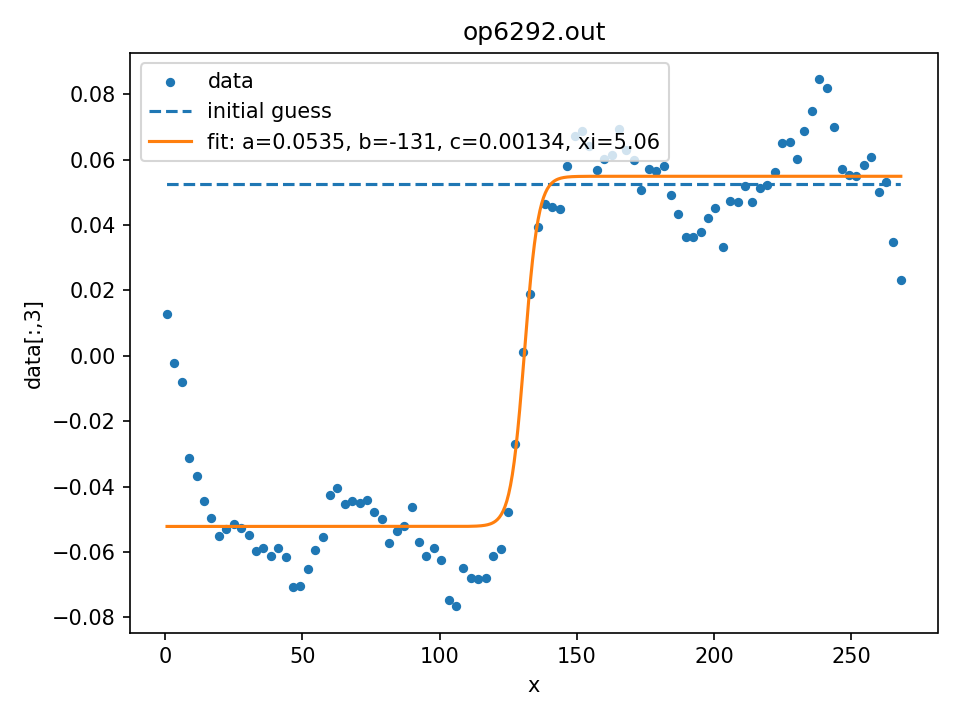 op6292.out
data
initial guess
fit: a=0.0535, b=-131, c=0.00134, xi=5.06
0.08
0.06
0.04
0.02
0.00
−0.02
−0.04
−0.06
−0.08
data[:,3]
0 50 100 150 200 250
x